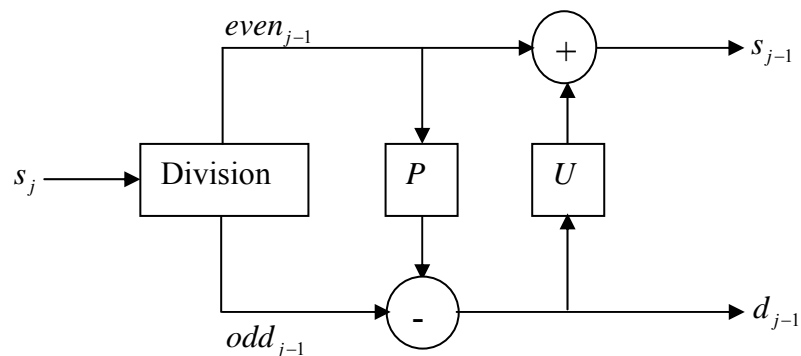 even_{j-1}
+
s_{j-1}
s_j
Division
P
U
-
odd_{j-1}
d_{j-1}